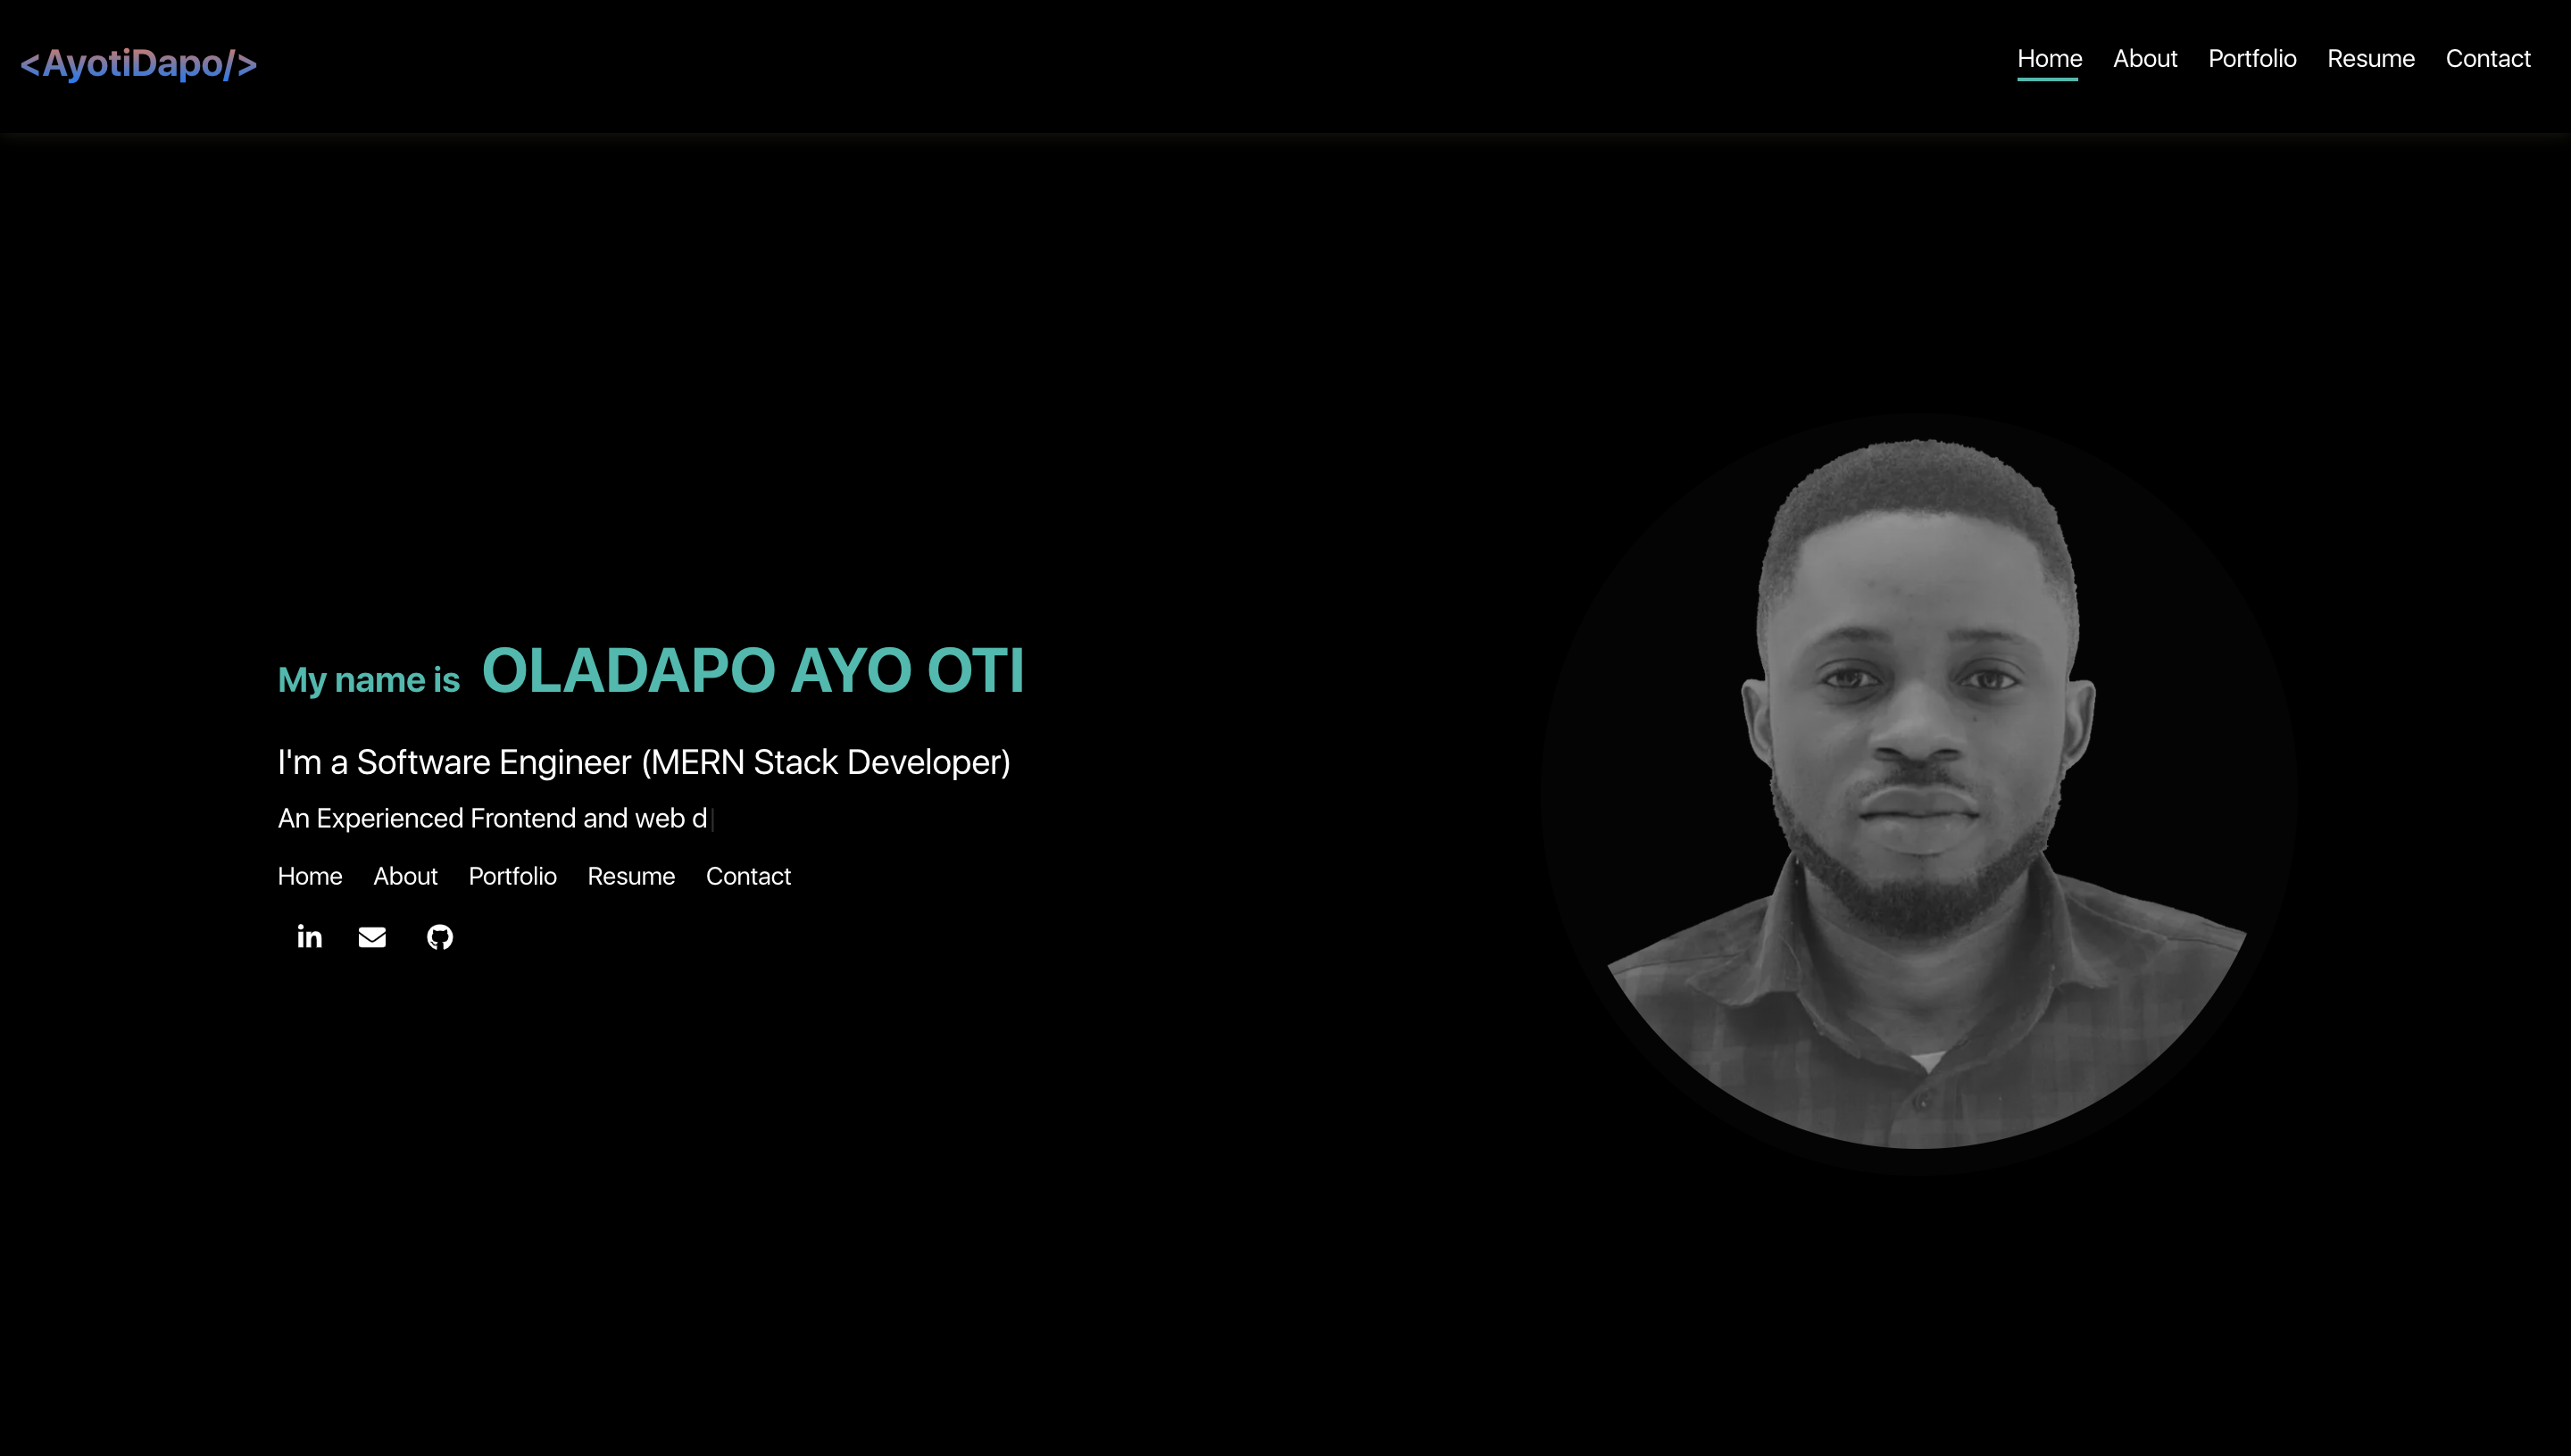 <AyotiDapo/>
Home About Portfolio Resume Contact
My name is OLADAPO AYO OTI
I'm a Software Engineer (MERN Stack Developer)
An Experienced Frontend and web d
Home About Portfolio Resume Contact